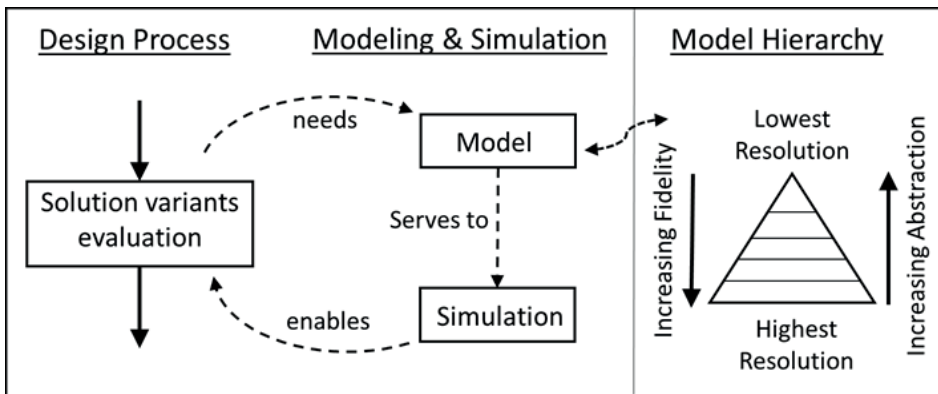 Design Process
Modeling & Simulation
Model Hierarchy
needs
Model
Lowest
Resolution
Solution variants
evaluation
Serves to
Increasing Fidelity
Increasing Abstraction
enables
Simulation
Highest
Resolution